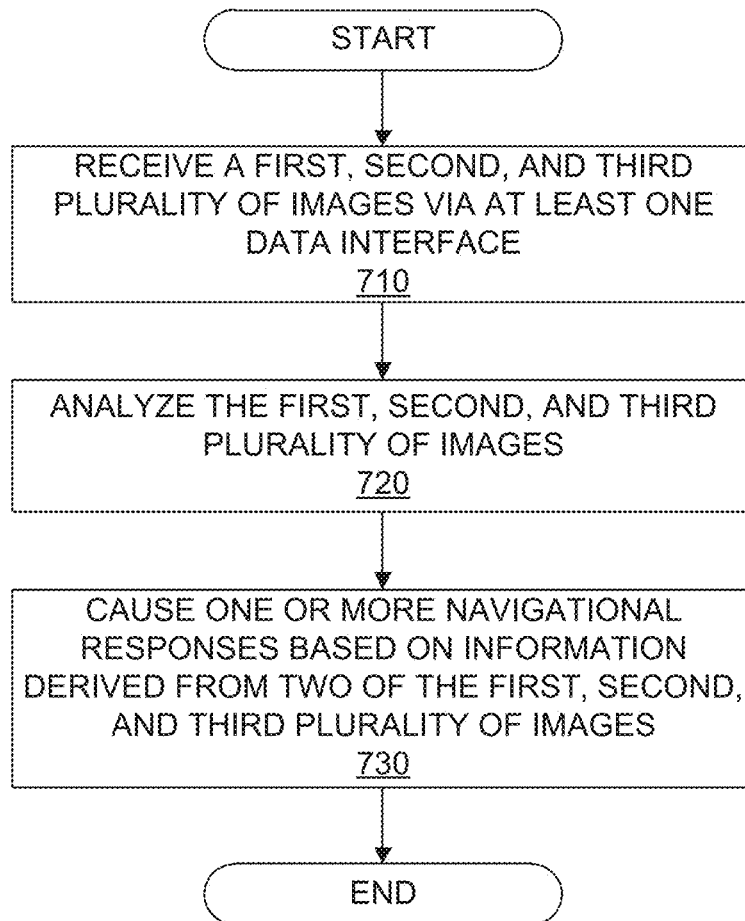 START
RECEIVE A FIRST, SECOND, AND THIRD
PLURALITY OF IMAGES VIA AT LEAST ONE
DATA INTERFACE
710
ANALYZE THE FIRST, SECOND, AND THIRD
PLURALITY OF IMAGES
720
CAUSE ONE OR MORE NAVIGATIONAL
RESPONSES BASED ON INFORMATION
DERIVED FROM TWO OF THE FIRST, SECOND,
AND THIRD PLURALITY OF IMAGES
730
END